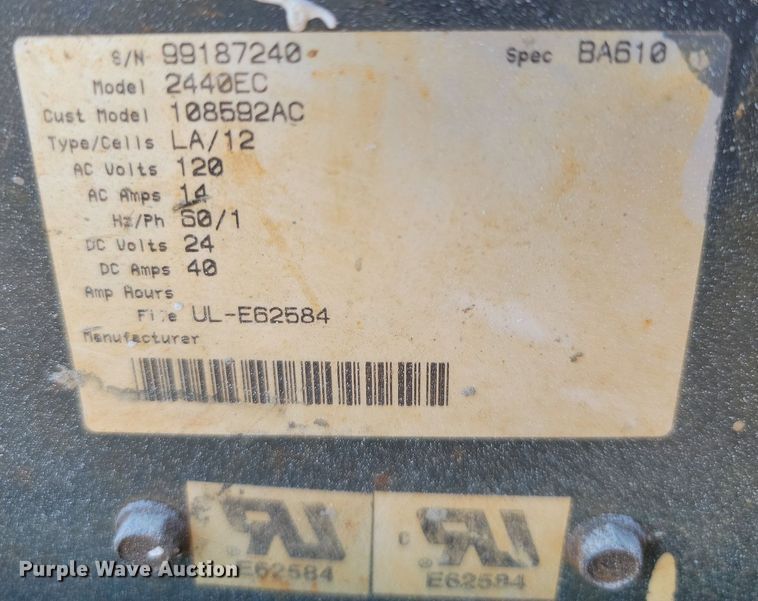 S/N 99187240 Spec BA610
Model 2440EC
Cust Model 108592AC
Type/Cells LA/12
AC Volts 120
AC Amps 14
Hz/Ph 60/1
DC Volts 24
DC Amps 40
Amp Hours
File UL-E62584
Manufacturer
E62584
C ®
E62584
Purple Wave Auction